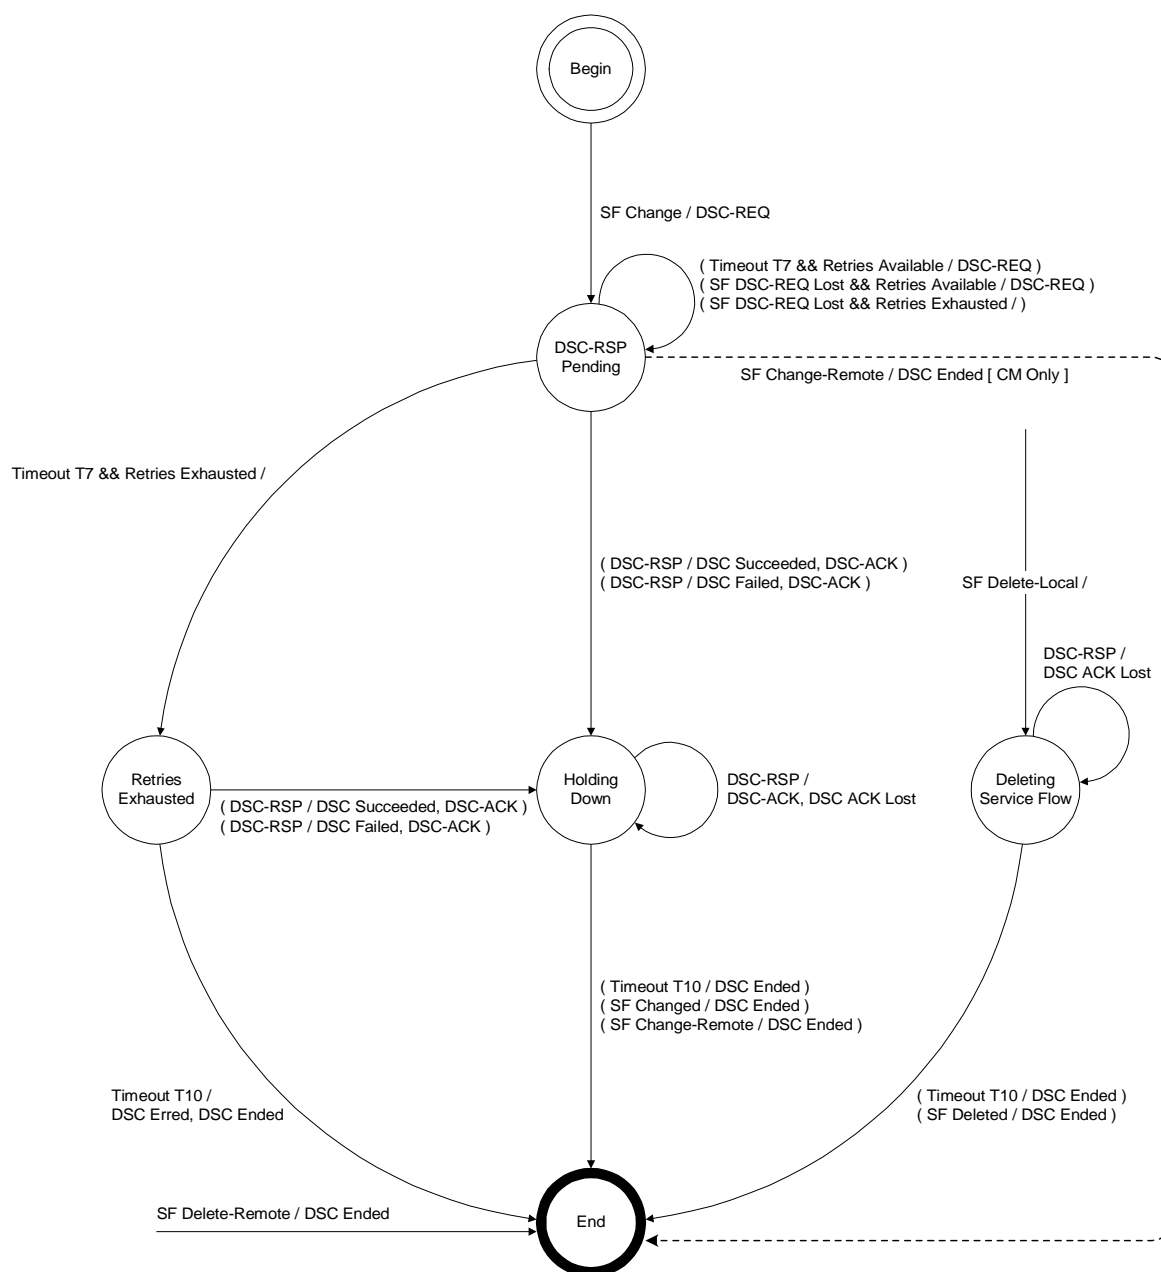 Begin
SF Change / DSC-REQ
( Timeout T7 && Retries Available / DSC-REQ )
( SF DSC-REQ Lost && Retries Available / DSC-REQ )
( SF DSC-REQ Lost && Retries Exhausted / )
DSC-RSP
Pending
SF Change-Remote / DSC Ended [ CM Only ]
Timeout T7 && Retries Exhausted /
( DSC-RSP / DSC Succeeded, DSC-ACK )
( DSC-RSP / DSC Failed, DSC-ACK )
SF Delete-Local /
DSC-RSP /
DSC ACK Lost
Retries
Exhausted
( DSC-RSP / DSC Succeeded, DSC-ACK )
( DSC-RSP / DSC Failed, DSC-ACK )
Holding
Down
DSC-RSP /
DSC-ACK, DSC ACK Lost
Deleting
Service Flow
( Timeout T10 / DSC Ended )
( SF Changed / DSC Ended )
( SF Change-Remote / DSC Ended )
Timeout T10 /
DSC Erred, DSC Ended
( Timeout T10 / DSC Ended )
( SF Deleted / DSC Ended )
SF Delete-Remote / DSC Ended
End